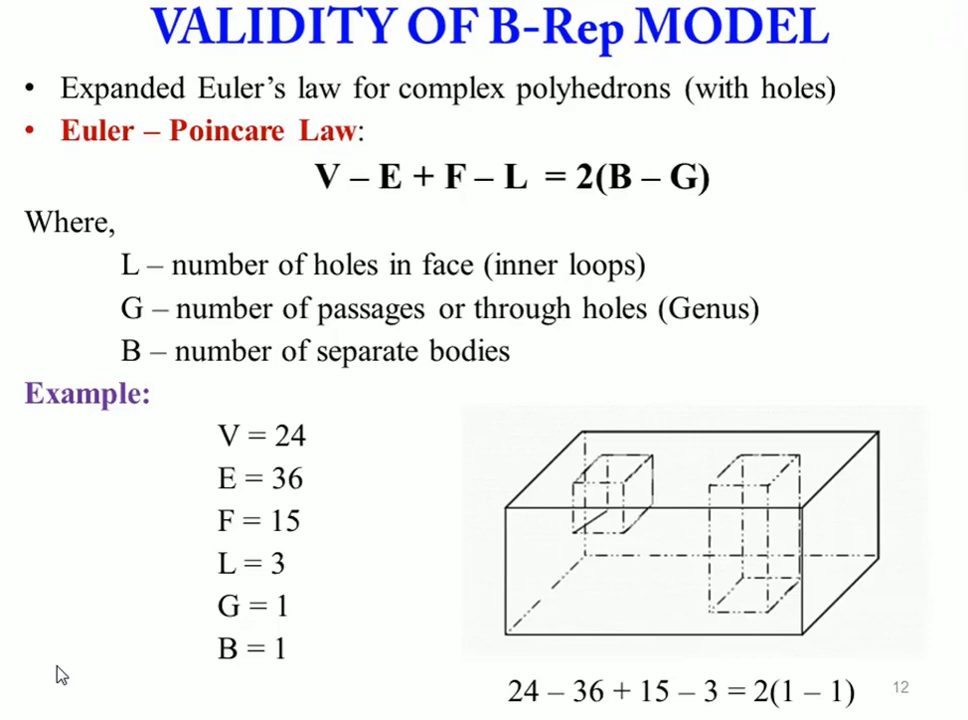 VALIDITY OF B-Rep MODEL
• Expanded Euler’s law for complex polyhedrons (with holes)
• Euler – Poincare Law:
V – E + F – L = 2(B – G)
Where,
L – number of holes in face (inner loops)
G – number of passages or through holes (Genus)
B – number of separate bodies
Example:
V = 24
E = 36
F = 15
L = 3
G = 1
B = 1
24 – 36 + 15 – 3 = 2(1 – 1)
12